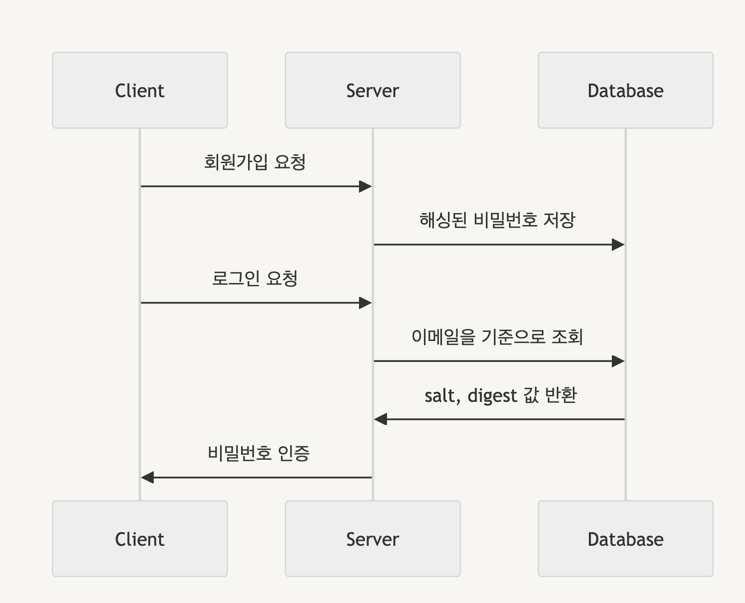 Client Server Database
회원가입 요청
해싱된 비밀번호 저장
로그인 요청
이메일을 기준으로 조회
salt, digest 값 반환
비밀번호 인증
Client Server Database